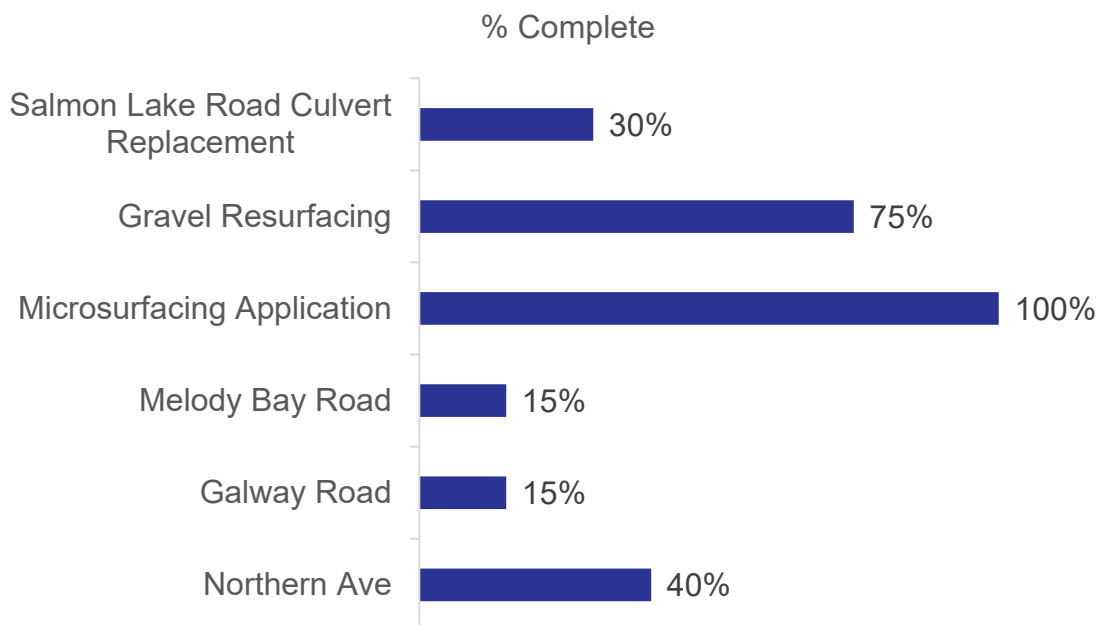 % Complete
Salmon Lake Road Culvert
Replacement
30%
Gravel Resurfacing
75%
Microsurfacing Application
100%
Melody Bay Road
15%
Galway Road
15%
Northern Ave
40%